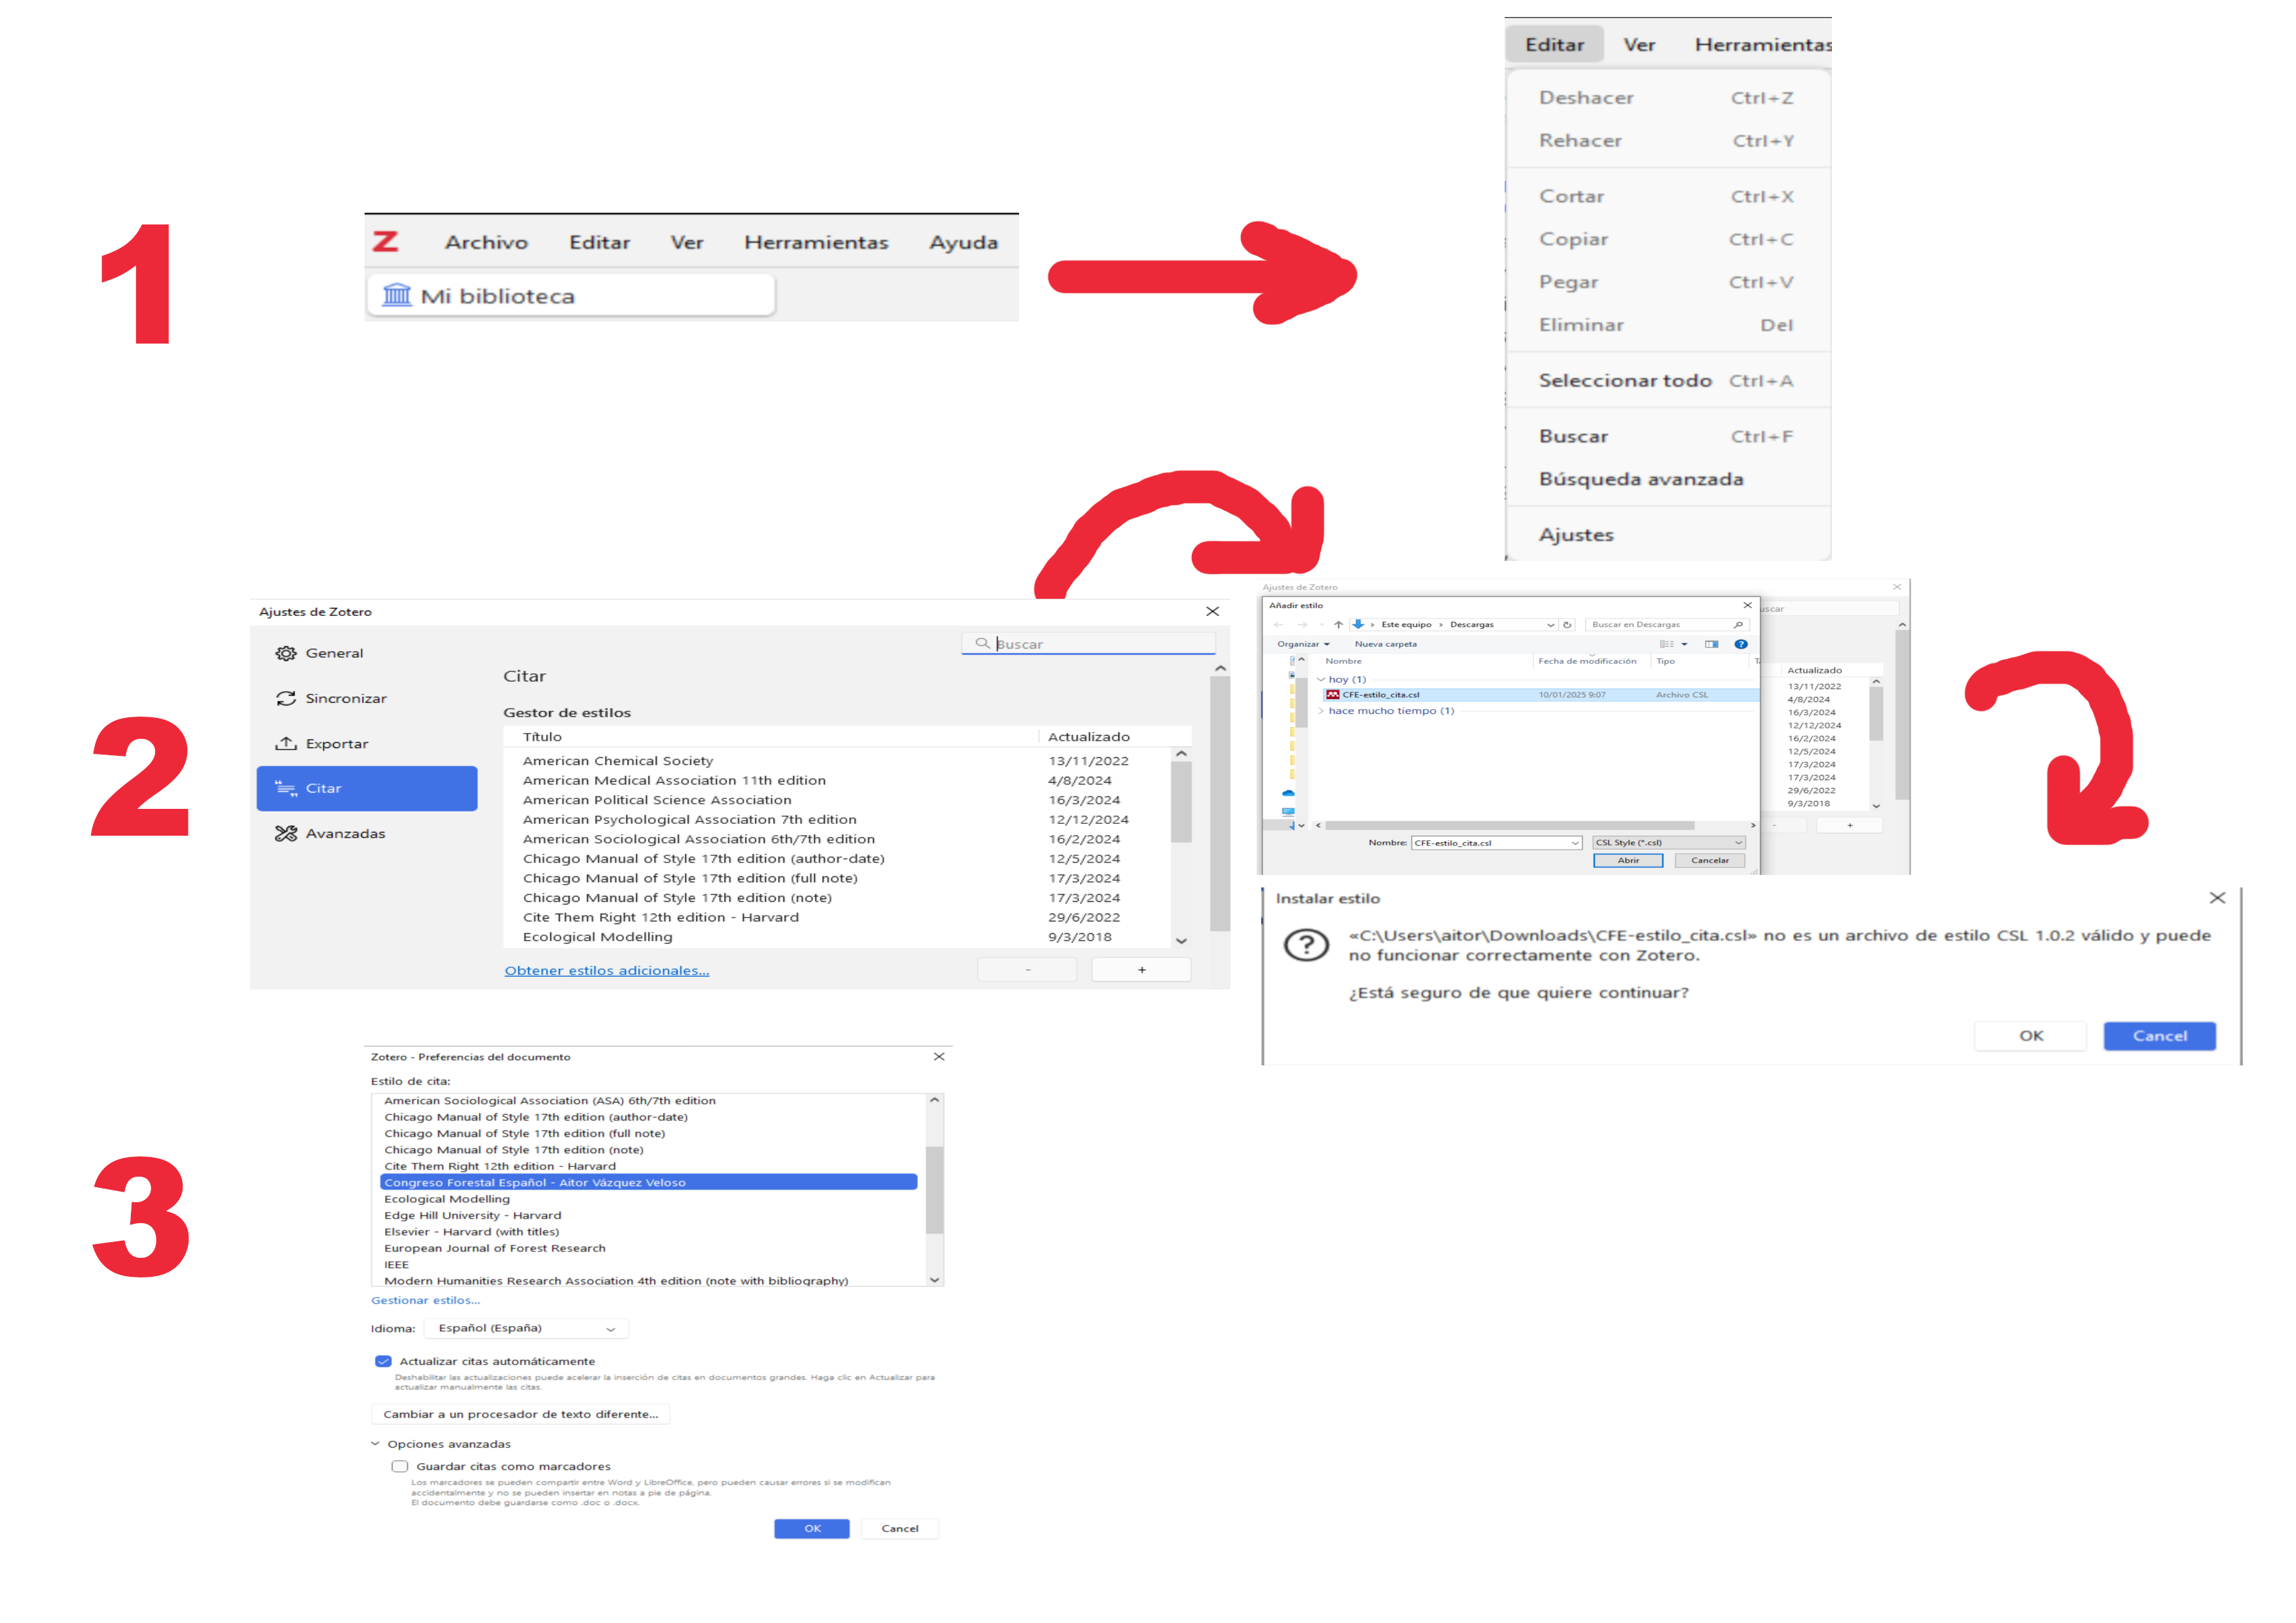 1
Z Archivo Editar Ver Herramientas Ayuda
Mi biblioteca
Editar Ver Herramientas
Deshacer Ctrl+Z
Rehacer Ctrl+Y
Cortar Ctrl+X
Copiar Ctrl+C
Pegar Ctrl+V
Eliminar Del
Seleccionar todo Ctrl+A
Buscar Ctrl+F
Búsqueda avanzada
Ajustes
2
Ajustes de Zotero
Buscar
General
Sincronizar
Exportar
Citar
Avanzadas
Citar
Gestor de estilos
Título Actualizado
American Chemical Society 13/11/2022
American Medical Association 11th edition 4/8/2024
American Political Science Association 16/3/2024
American Psychological Association 7th edition 12/12/2024
American Sociological Association 6th/7th edition 16/2/2024
Chicago Manual of Style 17th edition (author-date) 12/5/2024
Chicago Manual of Style 17th edition (full note) 17/3/2024
Chicago Manual of Style 17th edition (note) 17/3/2024
Cite Them Right 12th edition - Harvard 29/6/2022
Ecological Modelling 9/3/2018
Obtener estilos adicionales... - +
Ajustes de Zotero
Añadir estilo
Este equipo > Descargas Buscar en Descargas
Organizar Nueva carpeta
Nombre Fecha de modificación Tipo
hoy (1)
CFE-estilo_cita.csl 10/01/2025 9:07 Archivo CSL
hace mucho tiempo (1)
Nombre: CFE-estilo_cita.csl CSL Style (*.csl)
Abrir Cancelar
Actualizado
13/11/2022
4/8/2024
16/3/2024
12/12/2024
16/2/2024
12/5/2024
17/3/2024
17/3/2024
29/6/2022
9/3/2018
- +
Instalar estilo
«C:\Users\aitor\Downloads\CFE-estilo_cita.csl» no es un archivo de estilo CSL 1.0.2 válido y puede
no funcionar correctamente con Zotero.
¿Está seguro de que quiere continuar?
OK Cancel
3
Zotero - Preferencias del documento
Estilo de cita:
American Sociological Association (ASA) 6th/7th edition
Chicago Manual of Style 17th edition (author-date)
Chicago Manual of Style 17th edition (full note)
Chicago Manual of Style 17th edition (note)
Cite Them Right 12th edition - Harvard
Congreso Forestal Español - Aitor Vázquez Veloso
Ecological Modelling
Edge Hill University - Harvard
Elsevier - Harvard (with titles)
European Journal of Forest Research
IEEE
Modern Humanities Research Association 4th edition (note with bibliography)
Gestionar estilos...
Idioma: Español (España)
Actualizar citas automáticamente
Deshabilitar las actualizaciones puede acelerar la inserción de citas en documentos grandes. Haga clic en Actualizar para
actualizar manualmente las citas.
Cambiar a un procesador de texto diferente...
Opciones avanzadas
Guardar citas como marcadores
Los marcadores se pueden compartir entre Word y LibreOffice, pero pueden causar errores si se modifican
accidentalmente y no se pueden insertar en notas a pie de página.
El documento debe guardarse como .doc o .docx.
OK Cancel